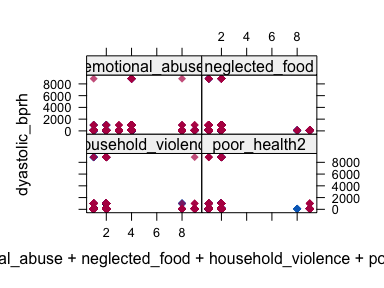 2 4 6 8
emotional_abuse neglected_food
8000
6000
4000
2000
0
dyastolic_bprh
household_violence poor_health2
8000
6000
4000
2000
0
2 4 6 8
al_abuse + neglected_food + household_violence + po